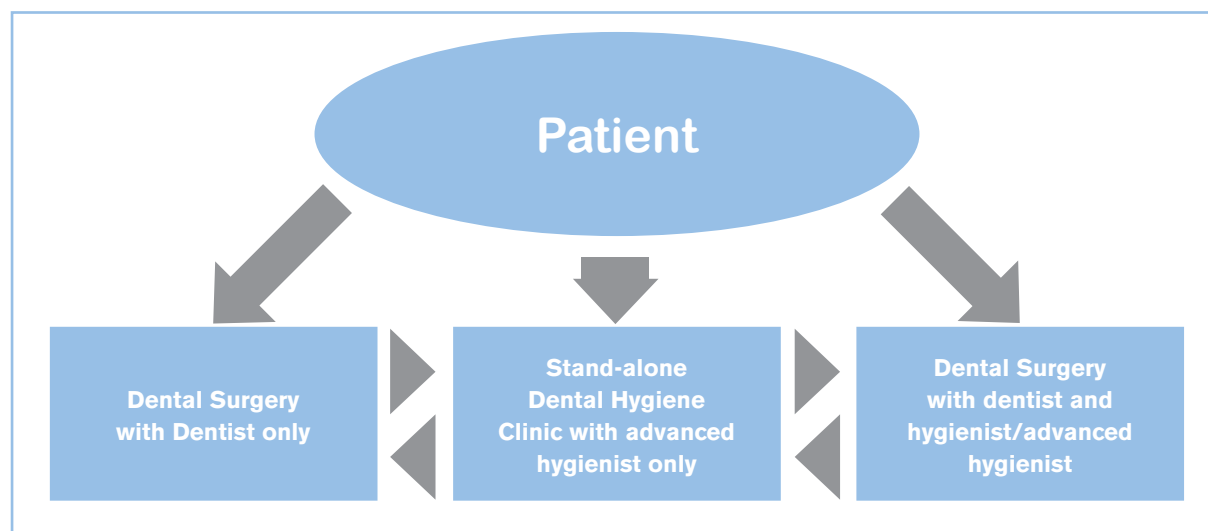 Patient
Dental Surgery
with Dentist only
Stand-alone
Dental Hygiene
Clinic with advanced
hygienist only
Dental Surgery
with dentist and
hygienist/advanced
hygienist